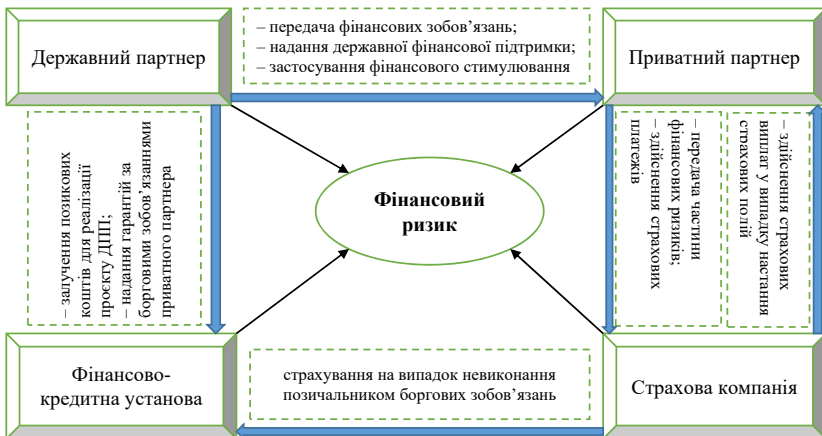 Державний партнер
– передача фінансових зобов’язань;
– надання державної фінансової підтримки;
– застосування фінансового стимулювання
Приватний партнер
– залучення позикових
коштів для реалізації
проєкту ДПП;
– надання гарантій за
борговими зобов’язаннями
приватного партнера
Фінансовий
ризик
– передача частини
фінансових ризиків;
– здійснення страхових
платежів
– здійснення страхових
виплат у випадку настання
страхових полій
Фінансово-
кредитна установа
страхування на випадок невиконання
позичальником боргових зобов’язань
Страхова компанія